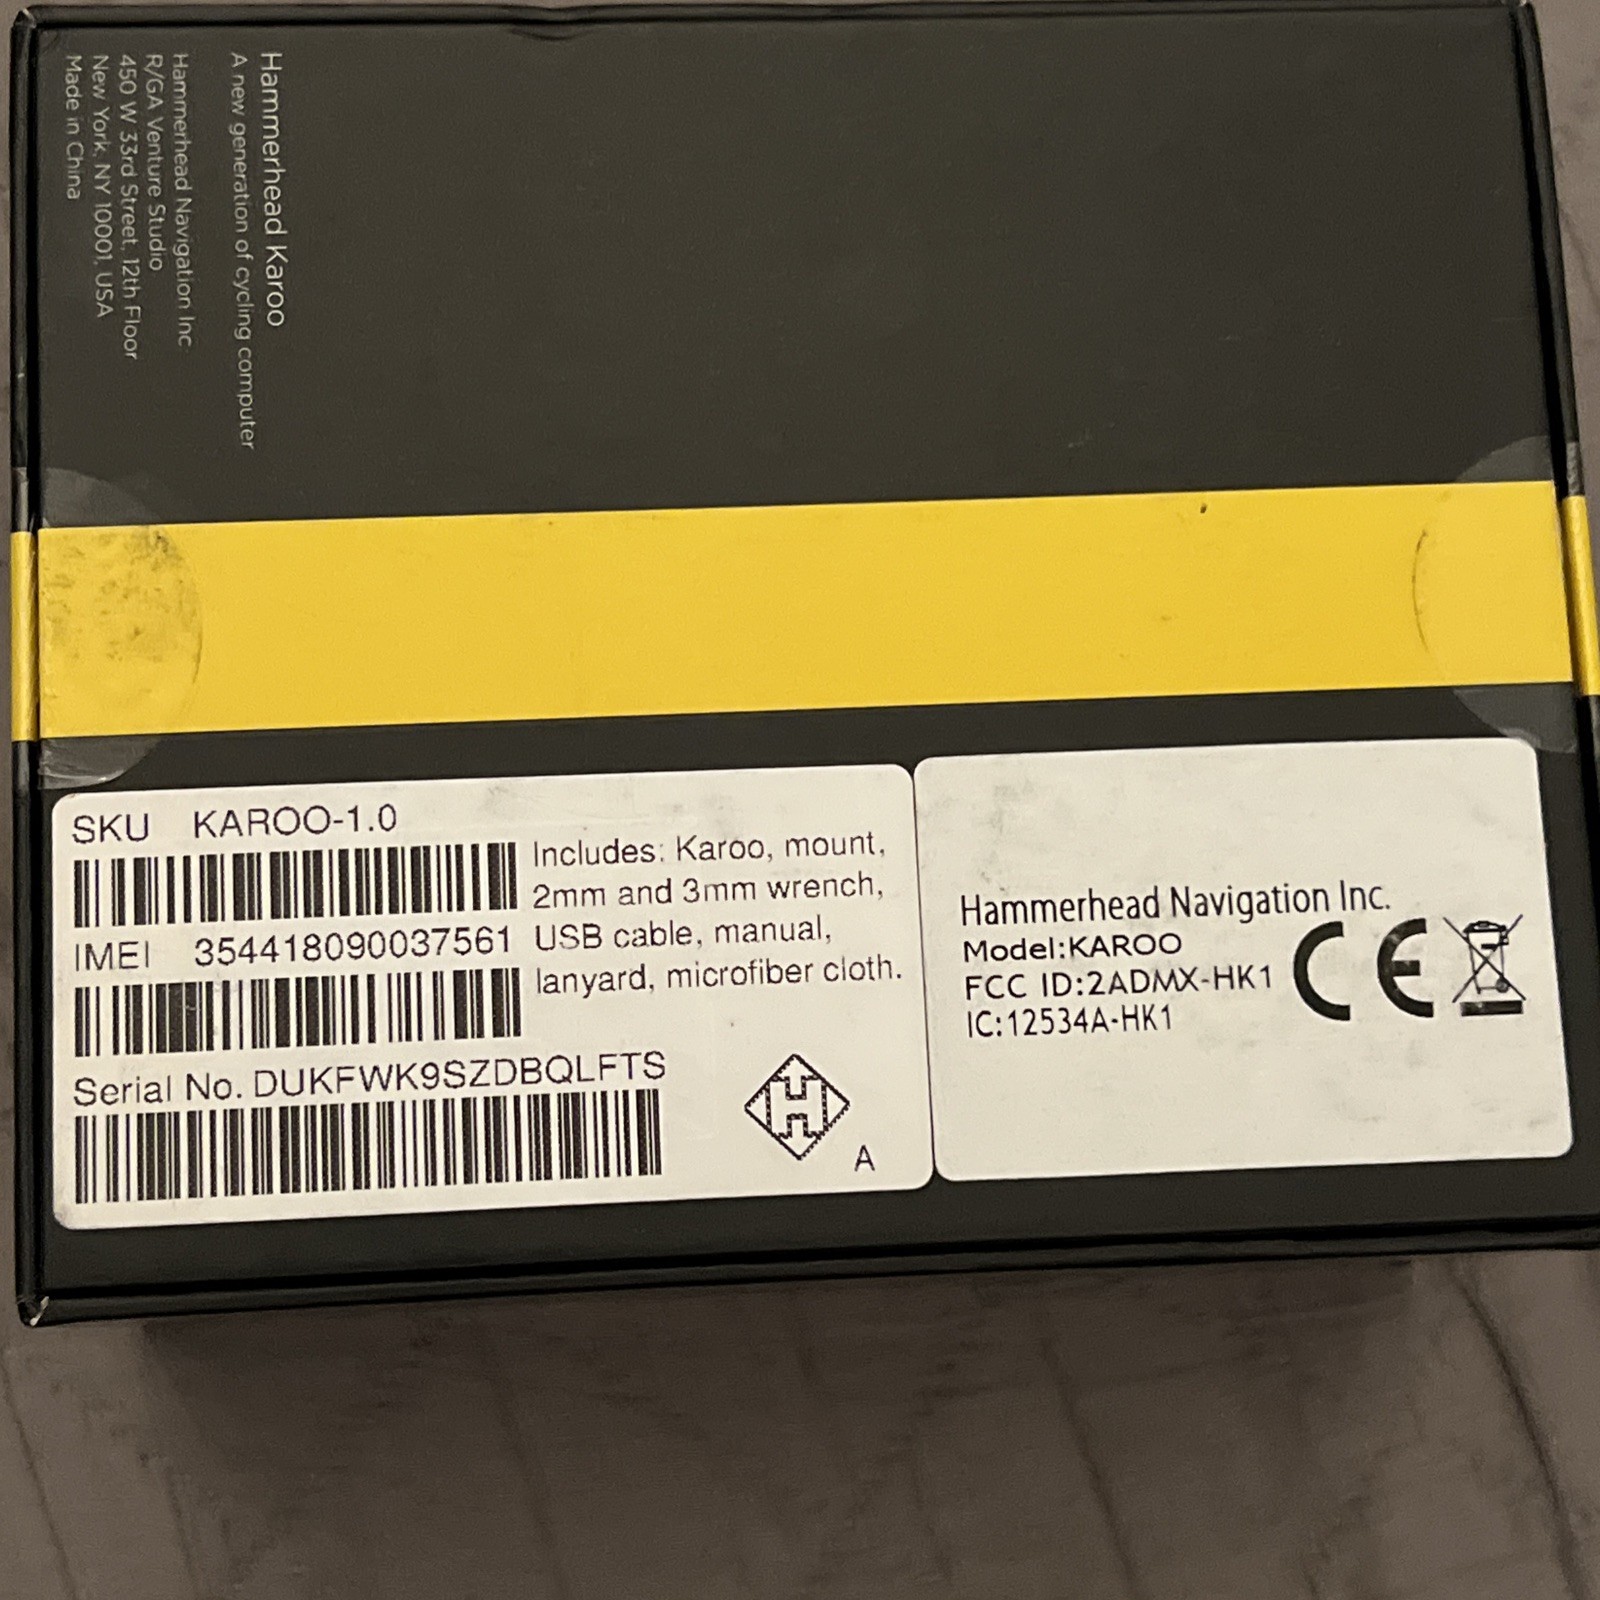 Hammerhead Karoo
A new generation of cycling computer
Hammerhead Navigation Inc
R/GA Venture Studio
450 W 33rd Street, 12th Floor
New York, NY 10001, USA
Made in China
SKU KAROO-1.0
IMEI 354418090037561
Serial No. DUKFWK9SZDBQLFTS
Includes: Karoo, mount,
2mm and 3mm wrench,
USB cable, manual,
lanyard, microfiber cloth.
H
A
Hammerhead Navigation Inc.
Model:KAROO
FCC ID:2ADMX-HK1
IC:12534A-HK1
CE